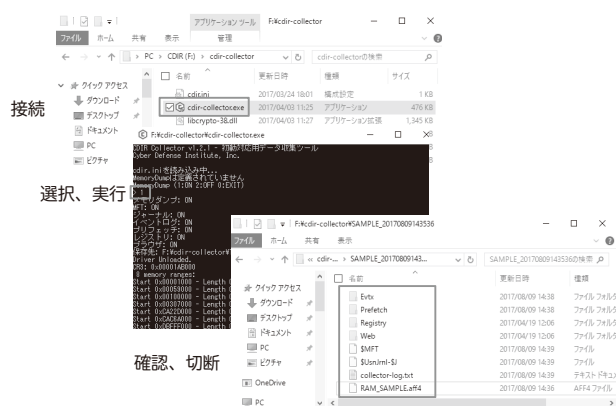 アプリケーション ツール
F:¥cdir-collector
ファイル ホーム 共有 表示 管理
PC > CDIR (F:) > cdir-collector
cdir-collectorの検索
名前 更新日時 種類 サイズ
クイック アクセス
ダウンロード
デスクトップ
ドキュメント
PC
ピクチャ
cdir.ini 2017/03/24 18:01 構成設定 1 KB
cdir-collector.exe 2017/04/03 11:25 アプリケーション 476 KB
libcrypto-38.dll 2017/04/03 11:27 アプリケーション拡張 1,345 KB
接続
F:¥cdir-collector¥cdir-collector.exe
CDIR Collector v1.2.1 - 初動対応用データ収集ツール
Cyber Defense Institute, Inc.
cdir.iniを読み込み中...
MemoryDumpは定義されていません
MemoryDump (1:ON 2:OFF 0:EXIT)
> 1
選択、実行
メモリダンプ: ON
MFT: ON
ジャーナル: ON
イベントログ: ON
プリフェッチ: ON
レジストリ: ON
ブラウザ: ON
保存先: F:¥cdir-collector¥
Driver Unloaded.
CR3: 0x00001AB000
8 memory ranges:
Start 0x00001000 - Length
Start 0x00059000 - Length
Start 0x00100000 - Length
Start 0x00307000 - Length
Start 0xCA22D000 - Length
Start 0xCAC6A000 - Length
Start 0xDBFFF000 - Length
確認、切断
F:¥cdir-collector¥SAMPLE_20170809143536
ファイル ホーム 共有 表示
« cdir-... > SAMPLE_20170809143...
SAMPLE_20170809143536の検索
名前 更新日時 種類
クイック アクセス
ダウンロード
デスクトップ
ドキュメント
PC
ピクチャ
OneDrive
PC
Evtx 2017/08/09 14:38 ファイル フォルダ
Prefetch 2017/08/09 14:38 ファイル フォルダ
Registry 2017/04/19 12:06 ファイル フォルダ
Web 2017/04/19 12:06 ファイル フォルダ
$MFT 2017/08/09 14:39 ファイル
$UsnJrnl-$J 2017/08/09 14:39 ファイル
collector-log.txt 2017/08/09 14:39 テキスト ドキュメ
RAM_SAMPLE.aff4 2017/08/09 14:36 AFF4 ファイル